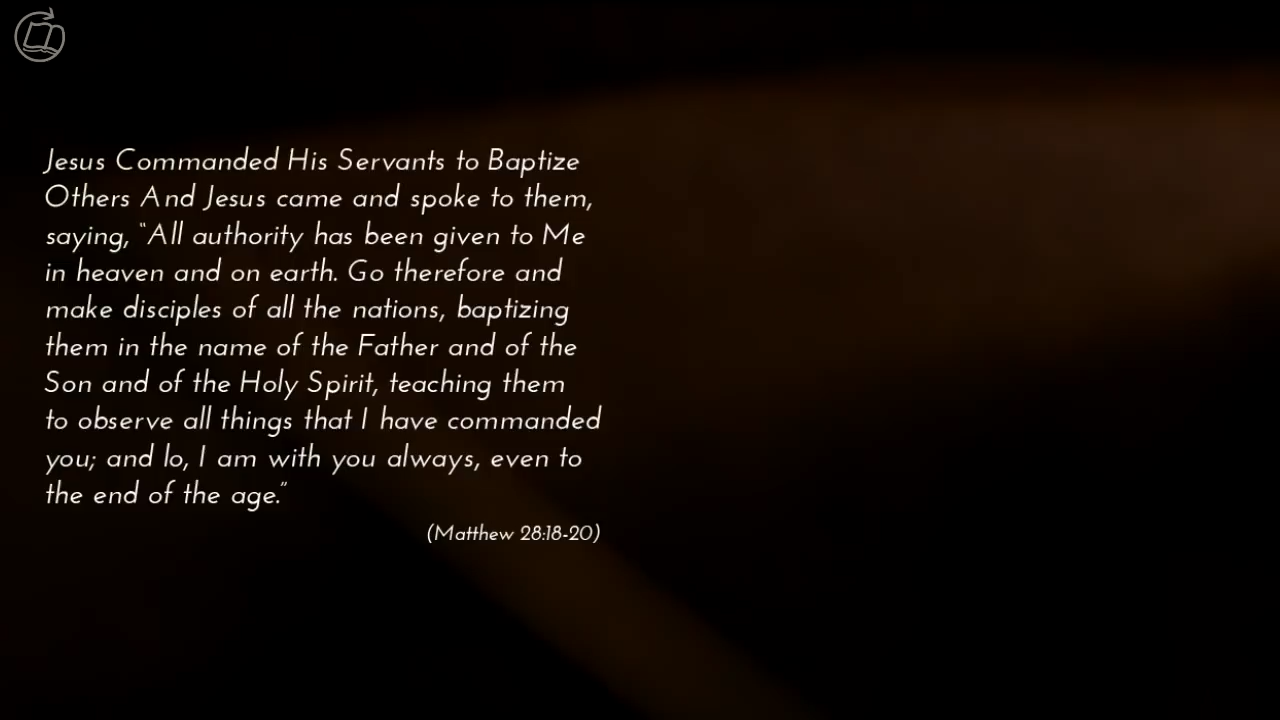 Jesus Commanded His Servants to Baptize
Others And Jesus came and spoke to them,
saying, “All authority has been given to Me
in heaven and on earth. Go therefore and
make disciples of all the nations, baptizing
them in the name of the Father and of the
Son and of the Holy Spirit, teaching them
to observe all things that I have commanded
you; and lo, I am with you always, even to
the end of the age.”
(Matthew 28:18-20)